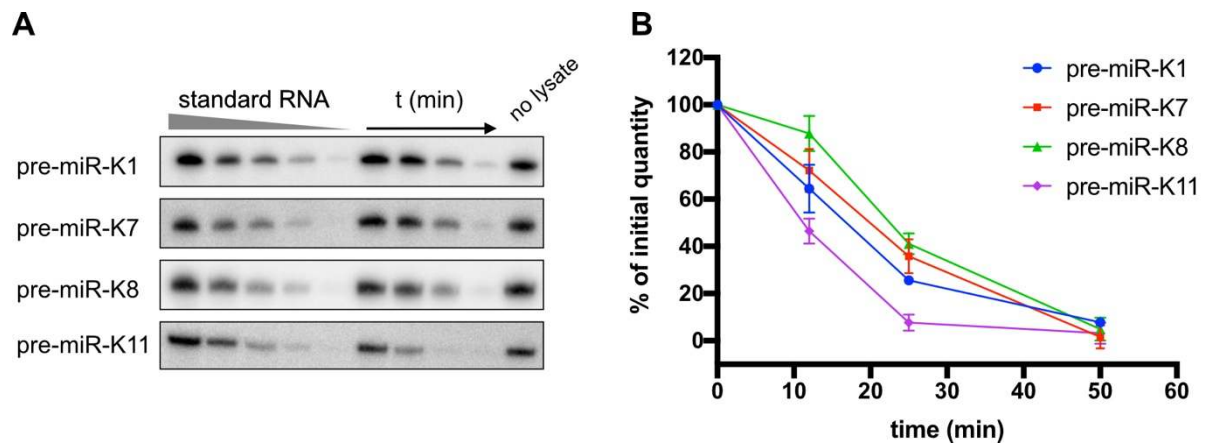 A
standard RNA
t (min)
no lysate
pre-miR-K1
pre-miR-K7
pre-miR-K8
pre-miR-K11
B
120
100
80
60
40
20
0
% of initial quantity
pre-miR-K1
pre-miR-K7
pre-miR-K8
pre-miR-K11
0 10 20 30 40 50 60
time (min)